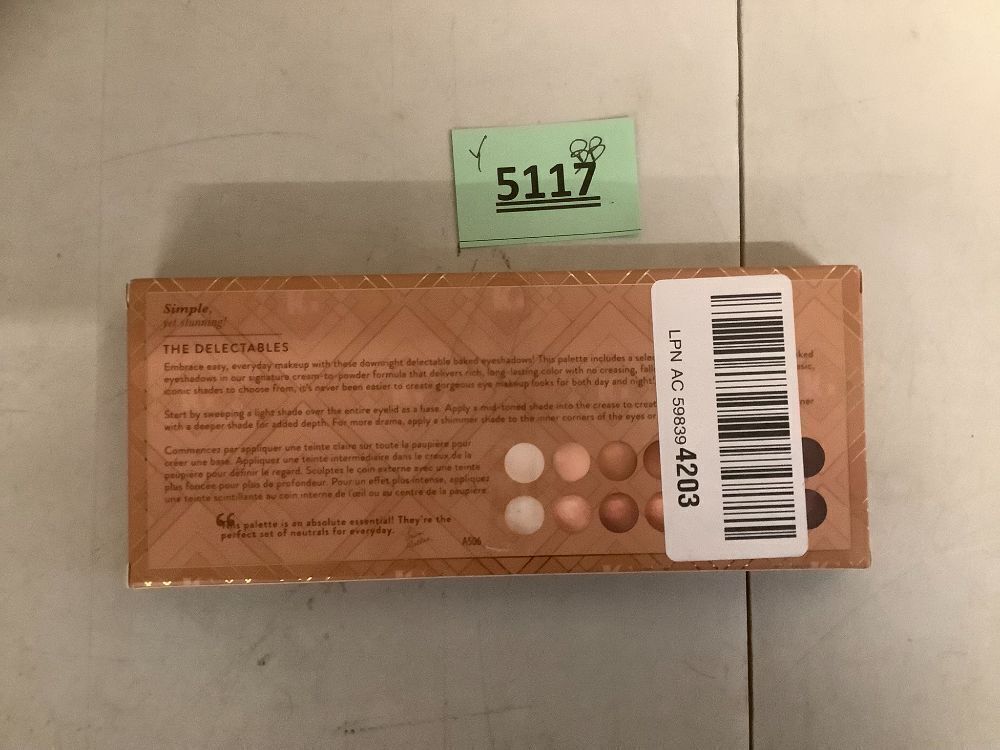 Y
5117
Simple,
yet stunning!
THE DELECTABLES
Embrace easy, everyday makeup with these downright delectable baked eyeshadows! This palette includes a
eyeshadows in our signature cream-to-powder formula that delivers rich, long-lasting color with no creasing,
iconic shades to choose from, it's never been easier to create gorgeous eye makeup looks for both day and night!
Start by sweeping a light shade over the entire eyelid as a base. Apply a mid-toned shade into the crease to
with a deeper shade for added depth. For more drama, apply a shimmer shade to the inner corners of the eyes or
Commencez par appliquer une teinte claire sur toute la paupière pour
créer une base. Appliquez une teinte intermédiaire dans le creux de la
paupière pour définir le regard. Sculptes le coin externe avec une teinte
plus foncée pour plus de profondeur. Pour un effet plus intense, appliquez
une teinte scintillante au coin interne de l'œil ou au centre de la paupière.
“This palette is an absolute essential! They're the
perfect set of neutrals for everyday.
A506
LPN AC 598394203